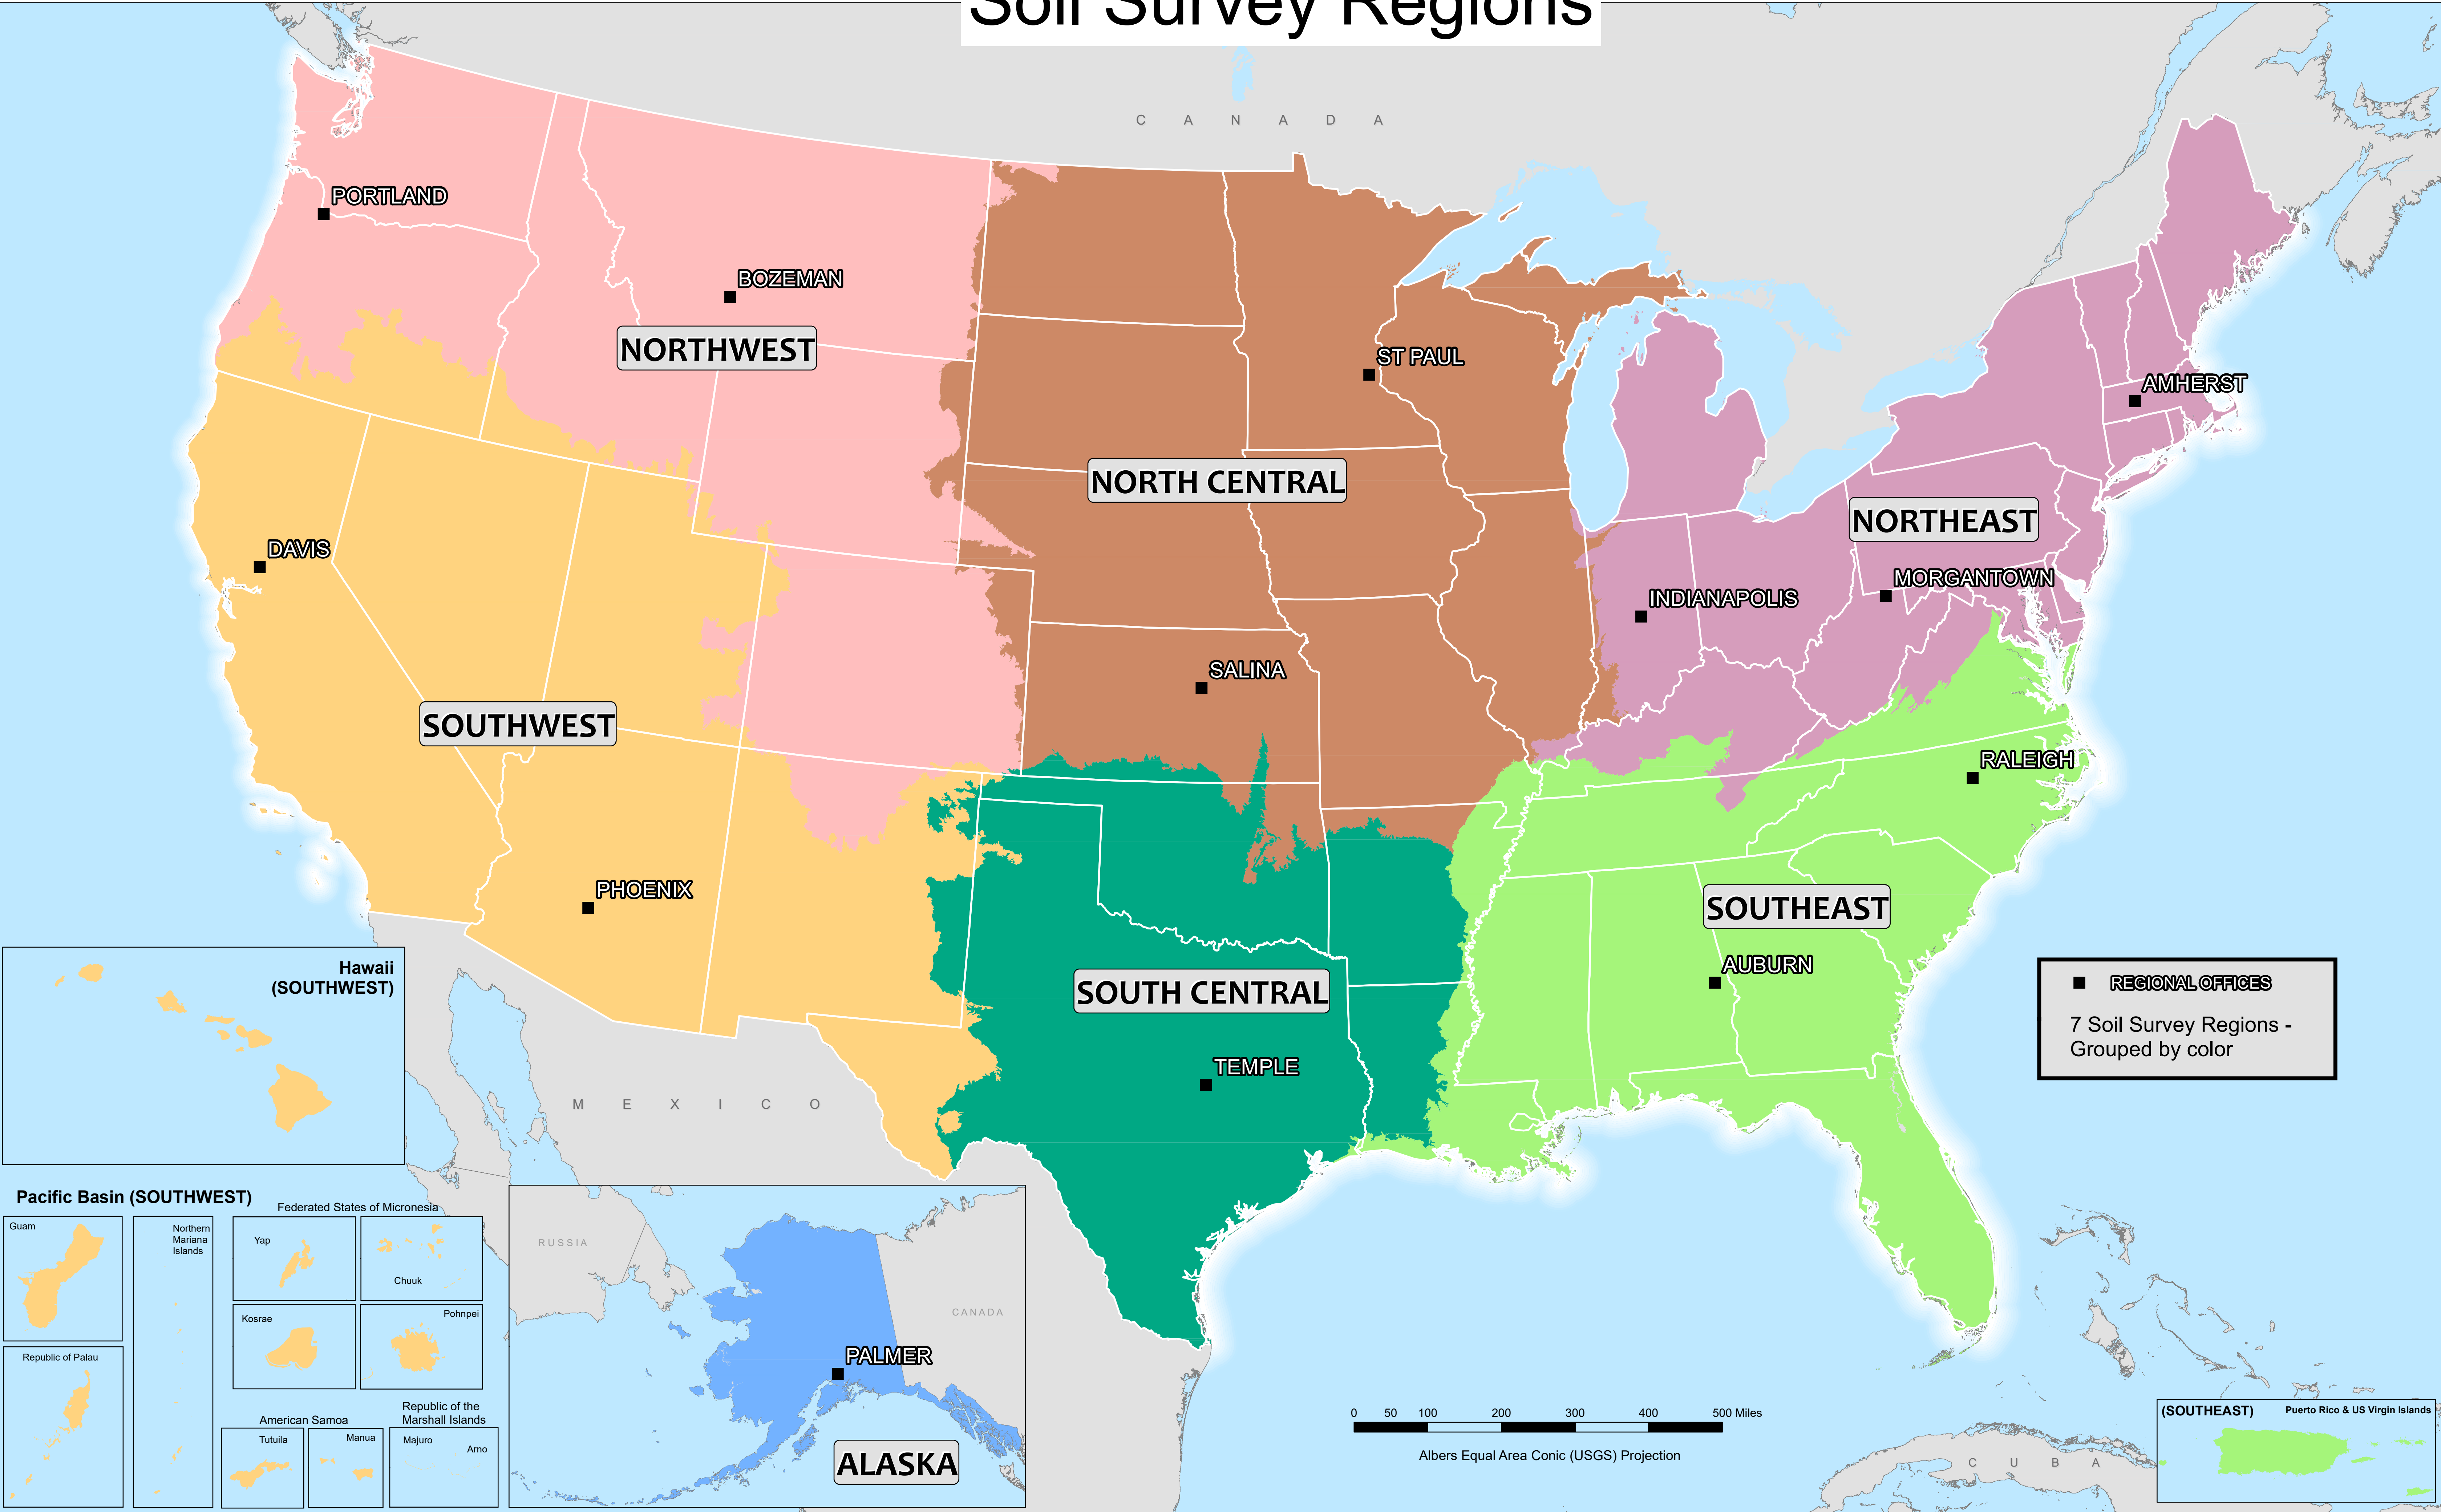 Soil Survey Regions
C A N A D A
PORTLAND
BOZEMAN
NORTHWEST
ST PAUL
AMHERST
NORTH CENTRAL
NORTHEAST
DAVIS
MORGANTOWN
INDIANAPOLIS
SALINA
SOUTHWEST
RALEIGH
PHOENIX
SOUTHEAST
AUBURN
SOUTH CENTRAL
TEMPLE
M E X I C O
REGIONAL OFFICES
7 Soil Survey Regions -
Grouped by color
Hawaii
(SOUTHWEST)
Pacific Basin (SOUTHWEST)
Guam
Northern
Mariana
Islands
Federated States of Micronesia
Yap
Chuuk
Kosrae
Pohnpei
Republic of Palau
American Samoa
Tutuila
Manua
Republic of the
Marshall Islands
Majuro
Arno
RUSSIA
CANADA
PALMER
ALASKA
0 50 100 200 300 400 500 Miles
Albers Equal Area Conic (USGS) Projection
C U B A
(SOUTHEAST) Puerto Rico & US Virgin Islands